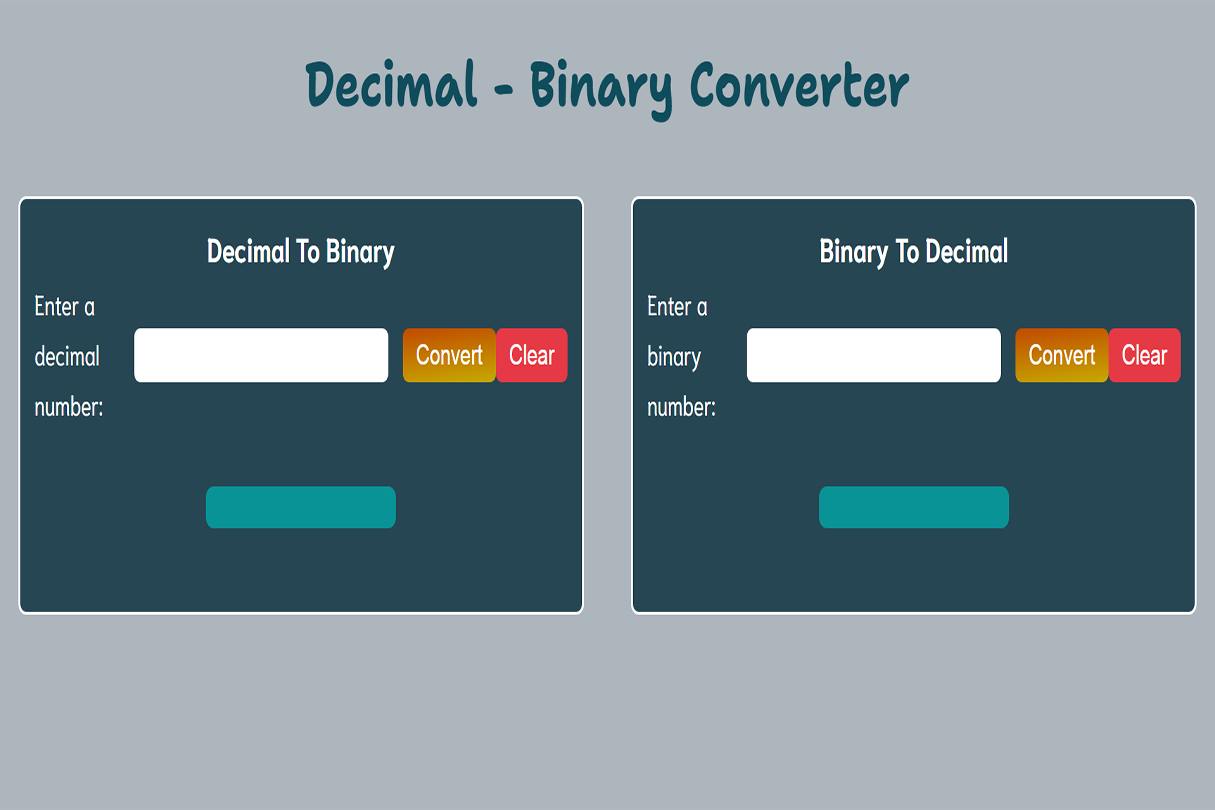 Decimal - Binary Converter
Decimal To Binary
Enter a
decimal
number:
Convert
Clear
Binary To Decimal
Enter a
binary
number:
Convert
Clear